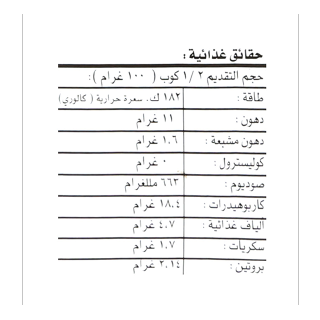 حقائق غذائية :
حجم التقديم ١/٢ كوب ( ١٠٠ غرام ) :
طاقة : ١٨٢ ك. سعرة حرارية ( كالوري )
دهون : ١١ غرام
دهون مشبعة : ١.٦ غرام
كوليسترول : ٠ غرام
صوديوم : ٦٦٣ مللغرام
كاربوهيدرات : ١٨.٤ غرام
ألياف غذائية : ٤.٧ غرام
سكريات : ١.٧ غرام
بروتين : ٢.١٤ غرام